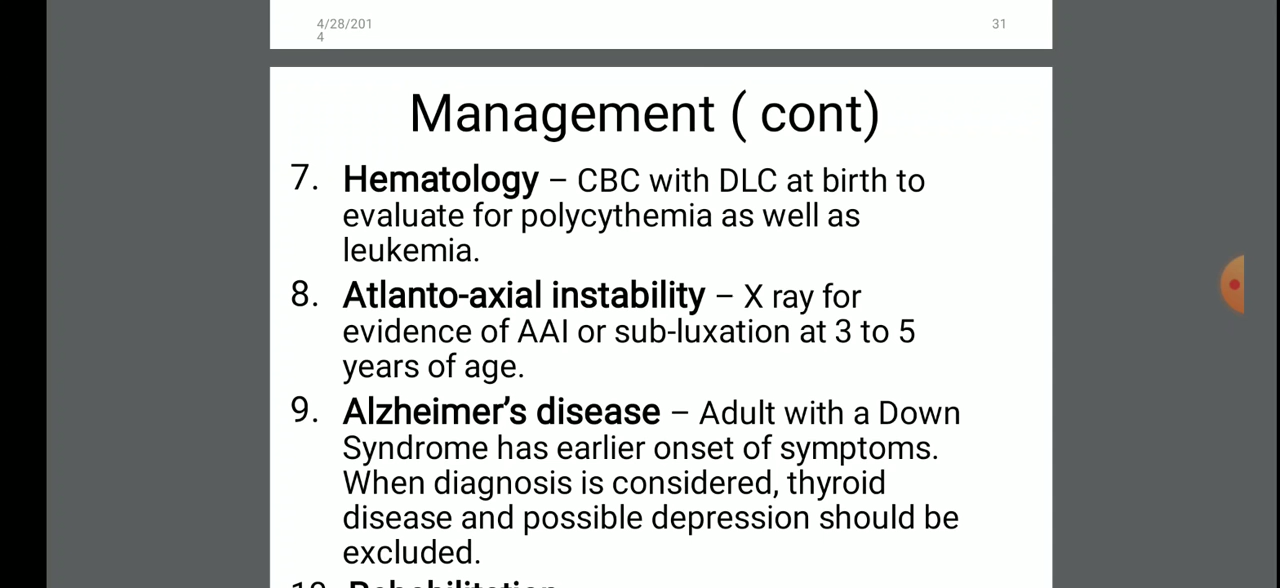 4/28/201
4
31
Management ( cont)
7. Hematology – CBC with DLC at birth to
evaluate for polycythemia as well as
leukemia.
8. Atlanto-axial instability – X ray for
evidence of AAI or sub-luxation at 3 to 5
years of age.
9. Alzheimer’s disease – Adult with a Down
Syndrome has earlier onset of symptoms.
When diagnosis is considered, thyroid
disease and possible depression should be
excluded.
10. Rehabilitation